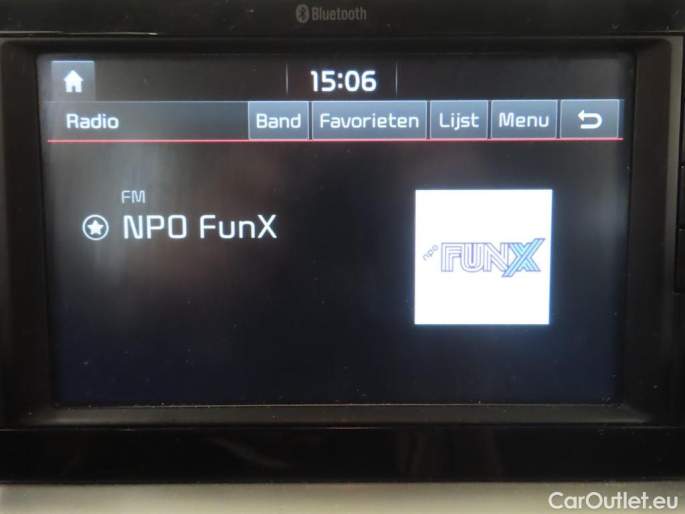 Bluetooth
15:06
Radio Band Favorieten Lijst Menu
FM
NPO FunX
npo FUNX
CarOutlet.eu